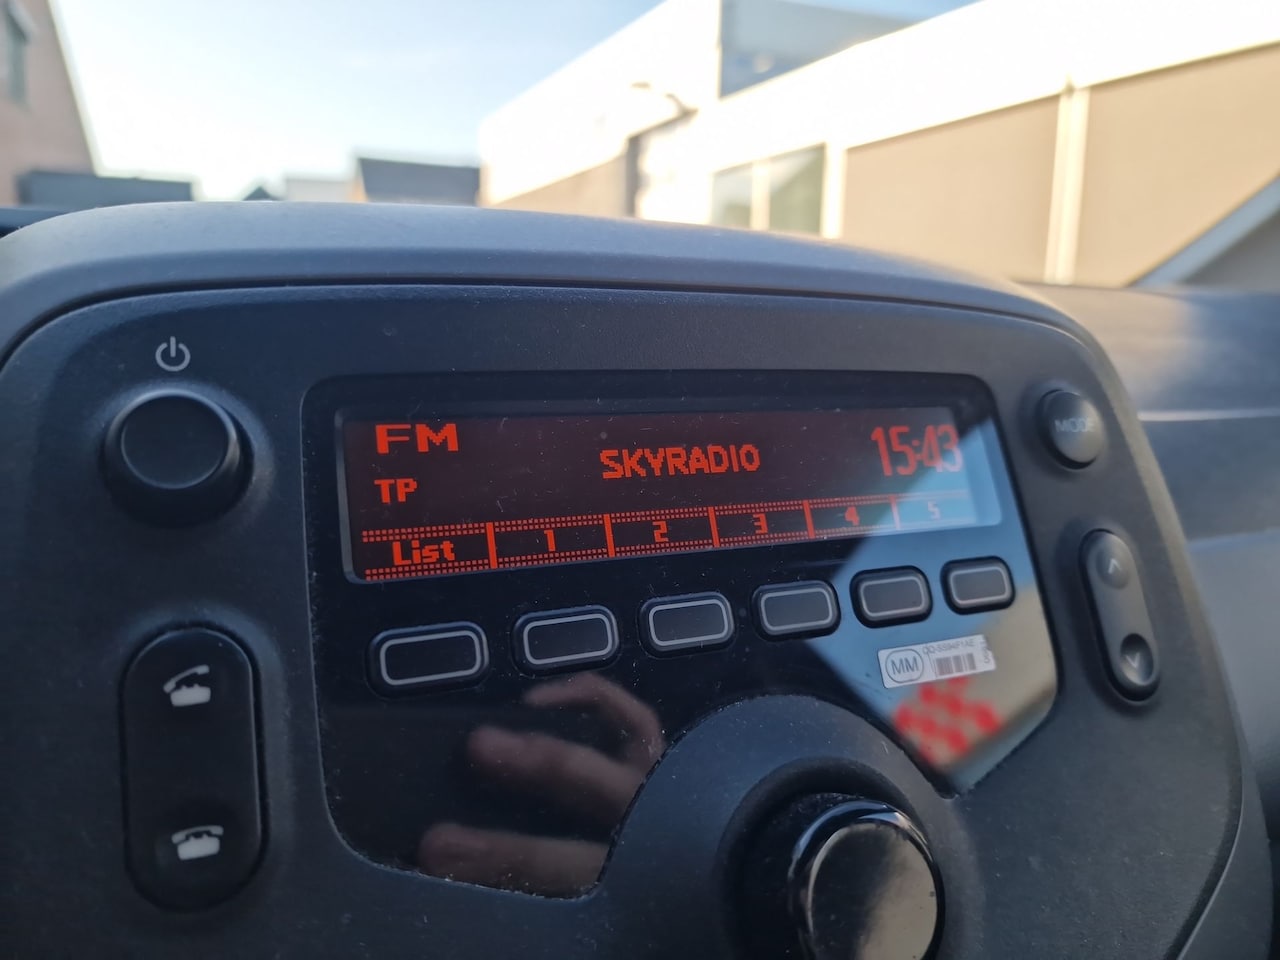 FM
SKYRADIO
15:43
TP
List 1 2 3 4 5
MODE
MM